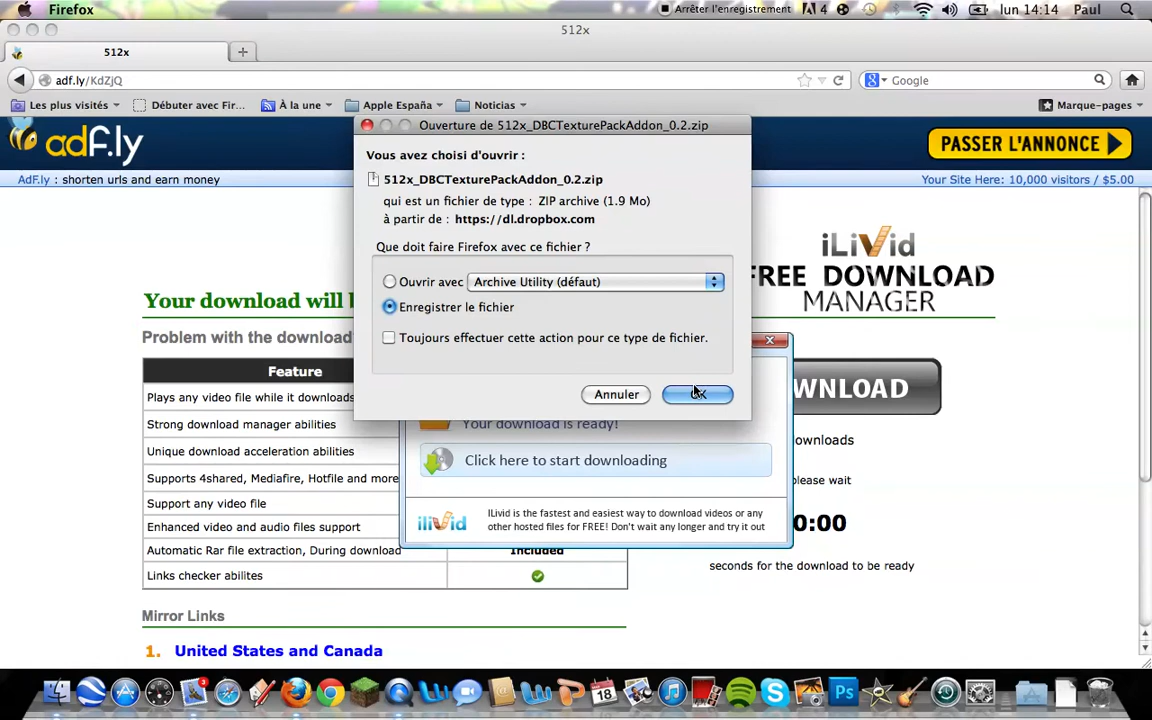 Firefox
Arrêter l'enregistrement
4
lun 14:14
Paul
512x
512x
adf.ly/KdZjQ
Google
Les plus visités
Débuter avec Fir...
À la une
Apple España
Noticias
Marque-pages
adf.ly
PASSER L'ANNONCE
AdF.ly : shorten urls and earn money
Your Site Here: 10,000 visitors / $5.00
Ouverture de 512x_DBCTexturePackAddon_0.2.zip
Vous avez choisi d'ouvrir :
512x_DBCTexturePackAddon_0.2.zip
qui est un fichier de type : ZIP archive (1.9 Mo)
à partir de : https://dl.dropbox.com
Que doit faire Firefox avec ce fichier ?
Ouvrir avec
Archive Utility (défaut)
Enregistrer le fichier
Toujours effectuer cette action pour ce type de fichier.
Annuler
OK
iLivid
FREE DOWNLOAD
MANAGER
Your download will b
Problem with the download
Feature
Plays any video file while it downloads
Strong download manager abilities
Unique download acceleration abilities
Supports 4shared, Mediafire, Hotfile and more
Support any video file
Enhanced video and audio files support
Automatic Rar file extraction, During download
Included
Links checker abilites
Your download is ready!
Click here to start downloading
iLivid
ILivid is the fastest and easiest way to download videos or any
other hosted files for FREE! Don't wait any longer and try it out
WNLOAD
ownloads
please wait
0:00
seconds for the download to be ready
Mirror Links
1. United States and Canada
3
18
Ps